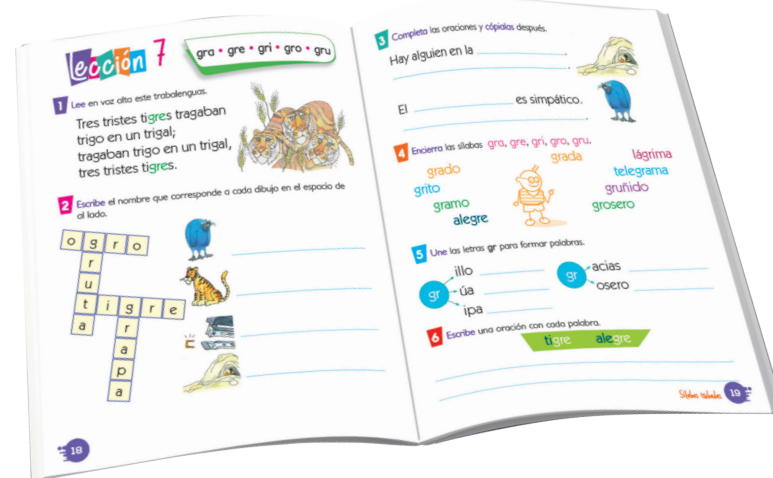 Lección 7
gra • gre • gri • gro • gru
1 Lee en voz alta este trabalenguas.
Tres tristes tigres tragaban
trigo en un trigal;
tragaban trigo en un trigal,
tres tristes tigres.
2 Escribe el nombre que corresponde a cada dibujo en el espacio de
al lado.
o g r o
r
u
t i g r e
a r
a
p
a
18
3 Completa las oraciones y cópialas después.
Hay alguien en la .
.
El es simpático.
.
4 Encierra las sílabas gra, gre, gri, gro, gru.
grado grada lágrima
grito telegrama
gramo gruñido
alegre grosero
5 Une las letras gr para formar palabras.
gr illo
úa
ipa
gr acias
osero
6 Escribe una oración con cada palabra.
tigre alegre
Sílabas trabadas 19